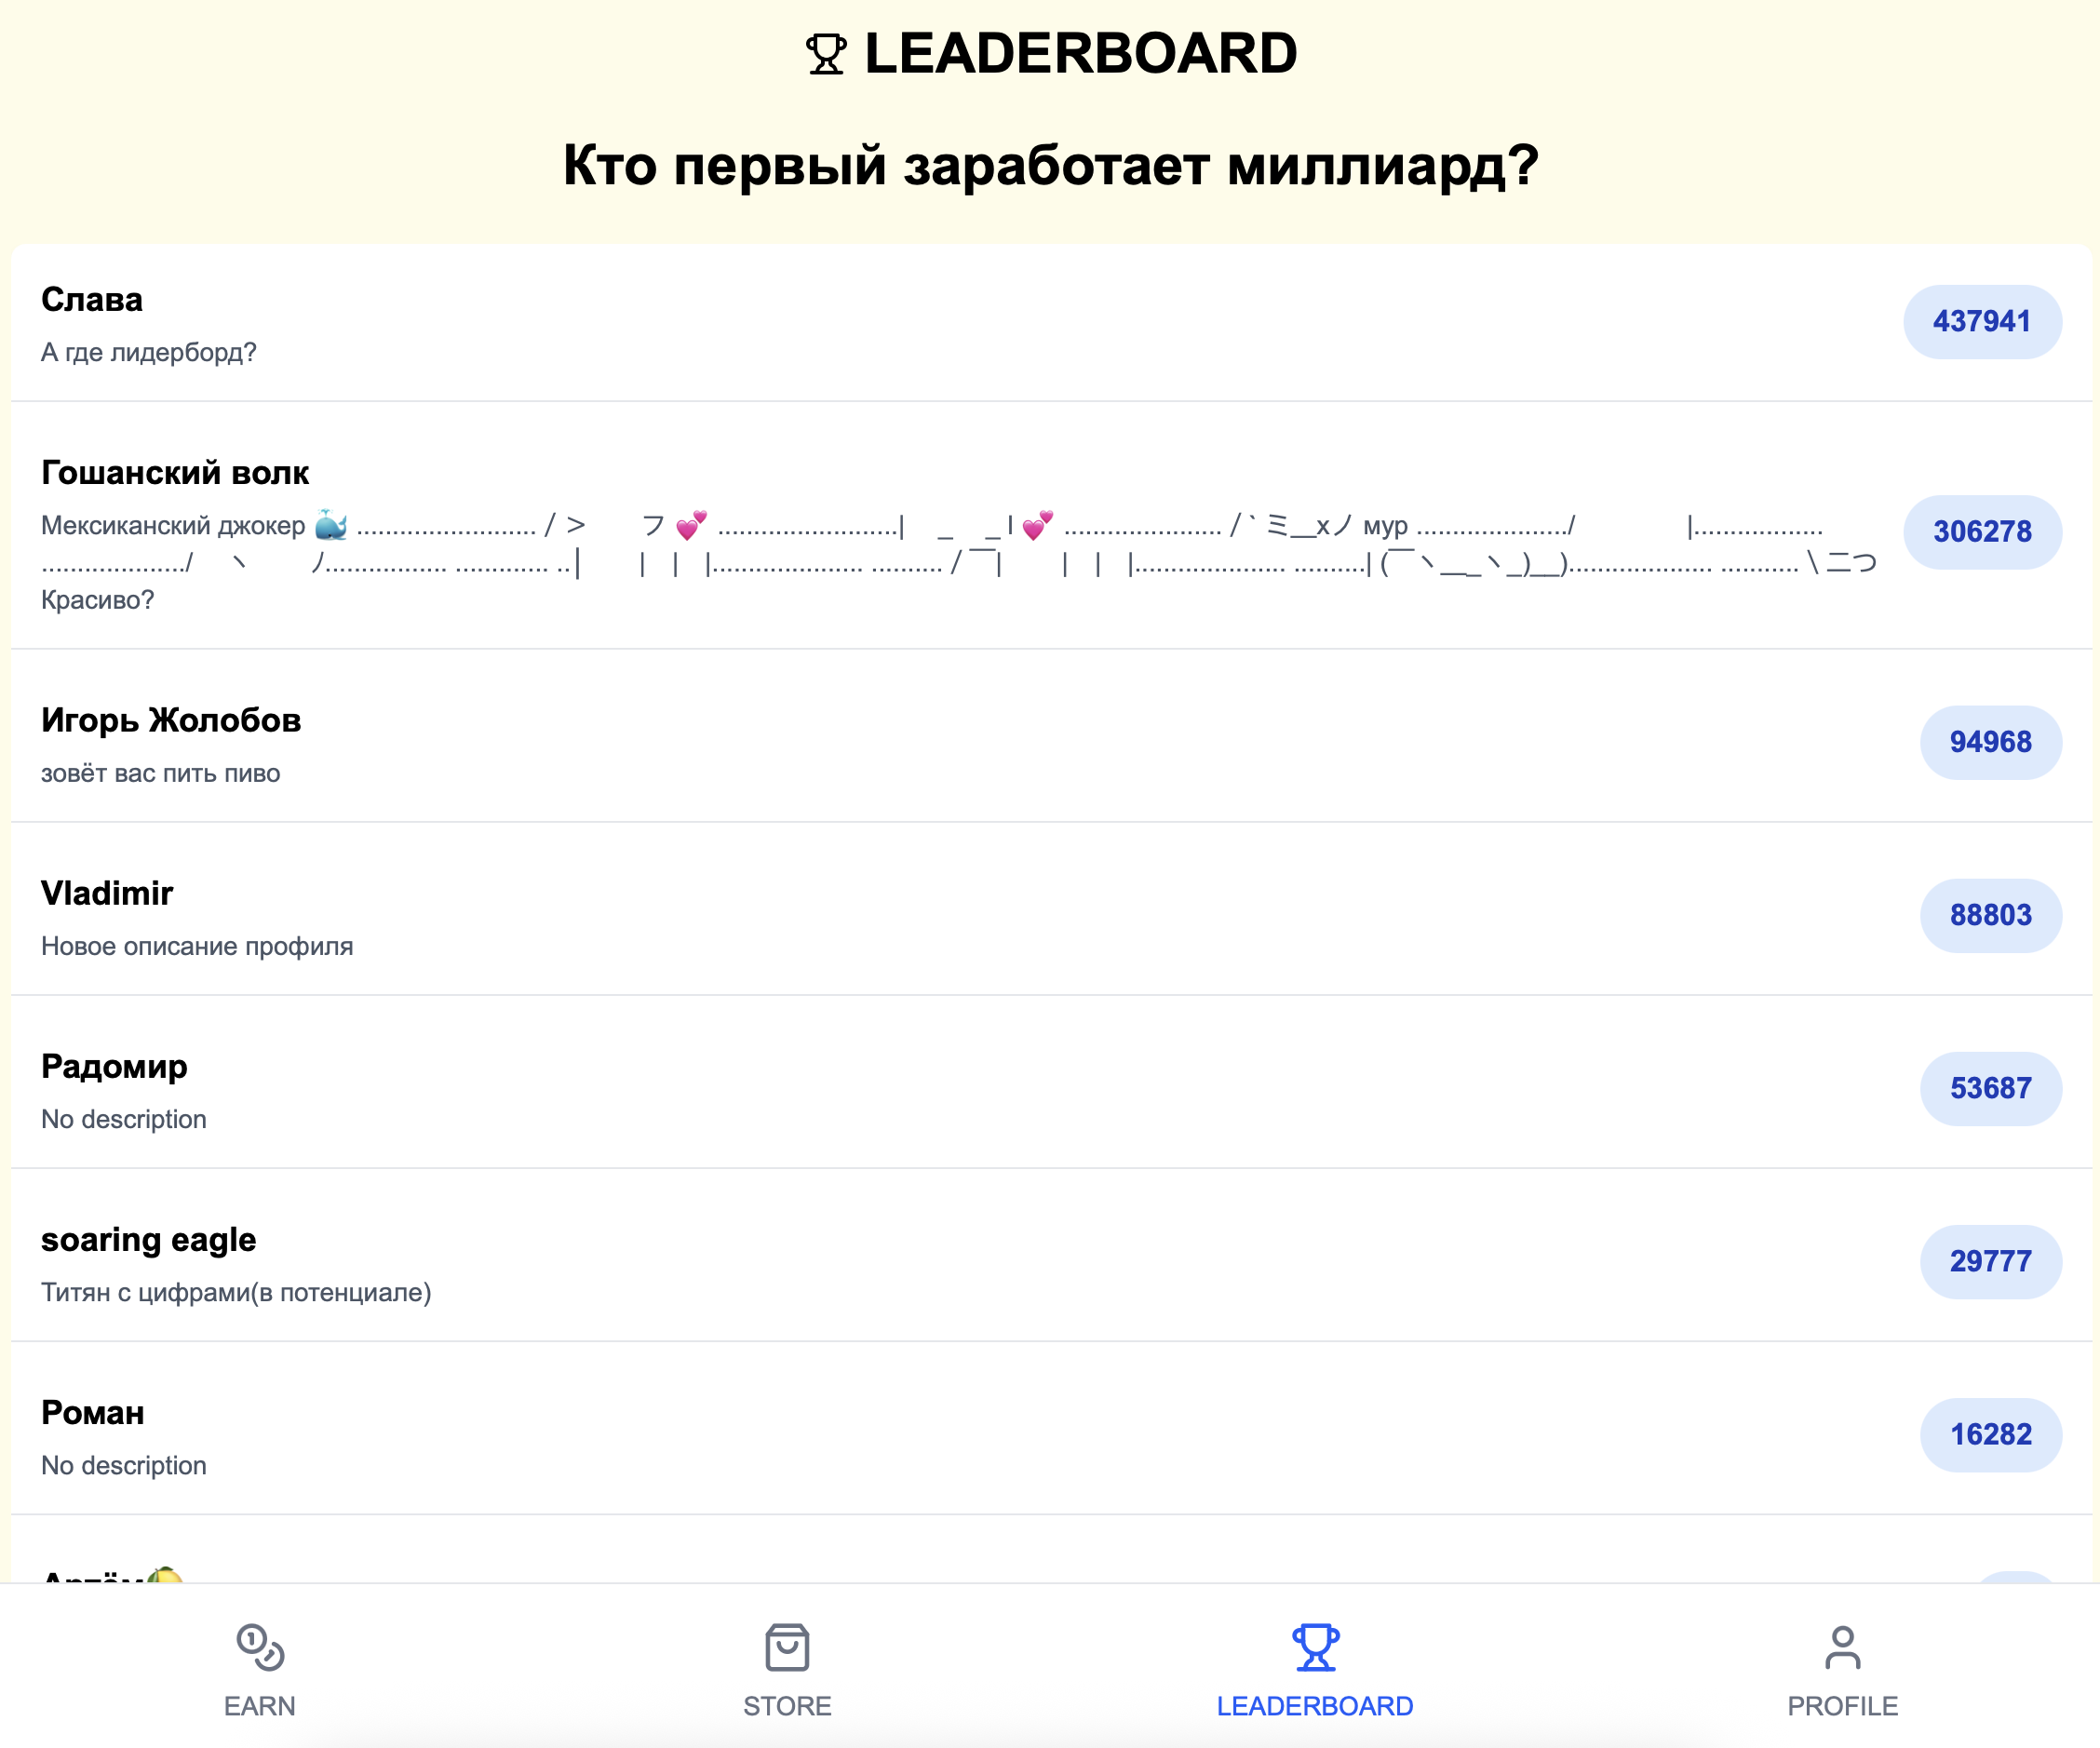 LEADERBOARD
Кто первый заработает миллиард?
Слава
А где лидерборд?
437941
Гошанский волк
Мексиканский джокер 🐳 ......................... / > フ 💕 .........................| _ _ I 💕 ...................... / ` ミ__xノ мур ...................../ |..................
..................../ ヽ ﾉ................. ............. ..│ | | |..................... .......... / ￣| | | |..................... ..........| (￣ヽ__ヽ_)__).................... ........... \ 二つ
Красиво?
306278
Игорь Жолобов
зовёт вас пить пиво
94968
Vladimir
Новое описание профиля
88803
Радомир
No description
53687
soaring eagle
Титян с цифрами(в потенциале)
29777
Роман
No description
16282
EARN
STORE
LEADERBOARD
PROFILE